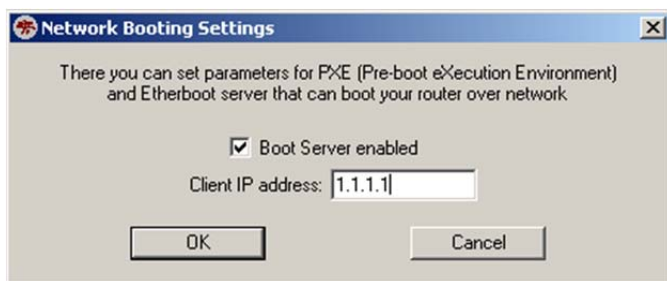 Network Booting Settings
There you can set parameters for PXE (Pre-boot eXecution Environment)
and Etherboot server that can boot your router over network
Boot Server enabled
Client IP address: 1.1.1.1
OK Cancel